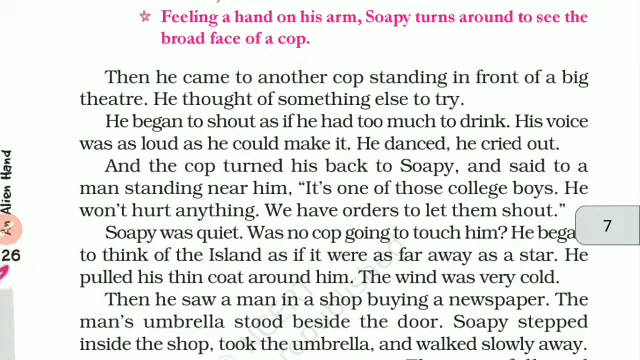 Feeling a hand on his arm, Soapy turns around to see the
broad face of a cop.
Then he came to another cop standing in front of a big
theatre. He thought of something else to try.
He began to shout as if he had too much to drink. His voice
was as loud as he could make it. He danced, he cried out.
And the cop turned his back to Soapy, and said to a
man standing near him, “It’s one of those college boys. He
won’t hurt anything. We have orders to let them shout.”
Soapy was quiet. Was no cop going to touch him? He bega
to think of the Island as if it were as far away as a star. He
pulled his thin coat around him. The wind was very cold.
Then he saw a man in a shop buying a newspaper. The
man’s umbrella stood beside the door. Soapy stepped
inside the shop, took the umbrella, and walked slowly away.
An Alien Hand
26
7